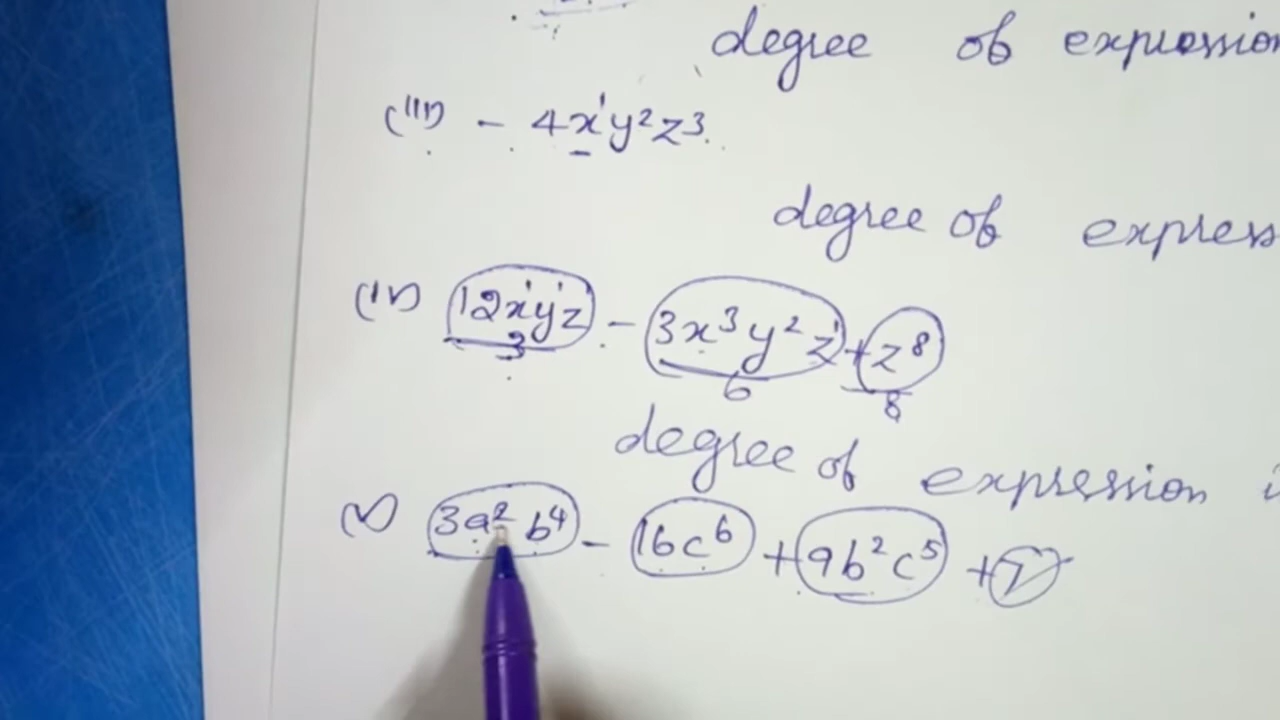 degree of expression
(iii) - 4x¹y²z³.
degree of express
(iv) 12x¹y¹z - 3x³y²z¹ + z⁸
3 6 8
degree of expression i
(v) 3a²b⁴ - 16c⁶ + 9b²c⁵ + 7